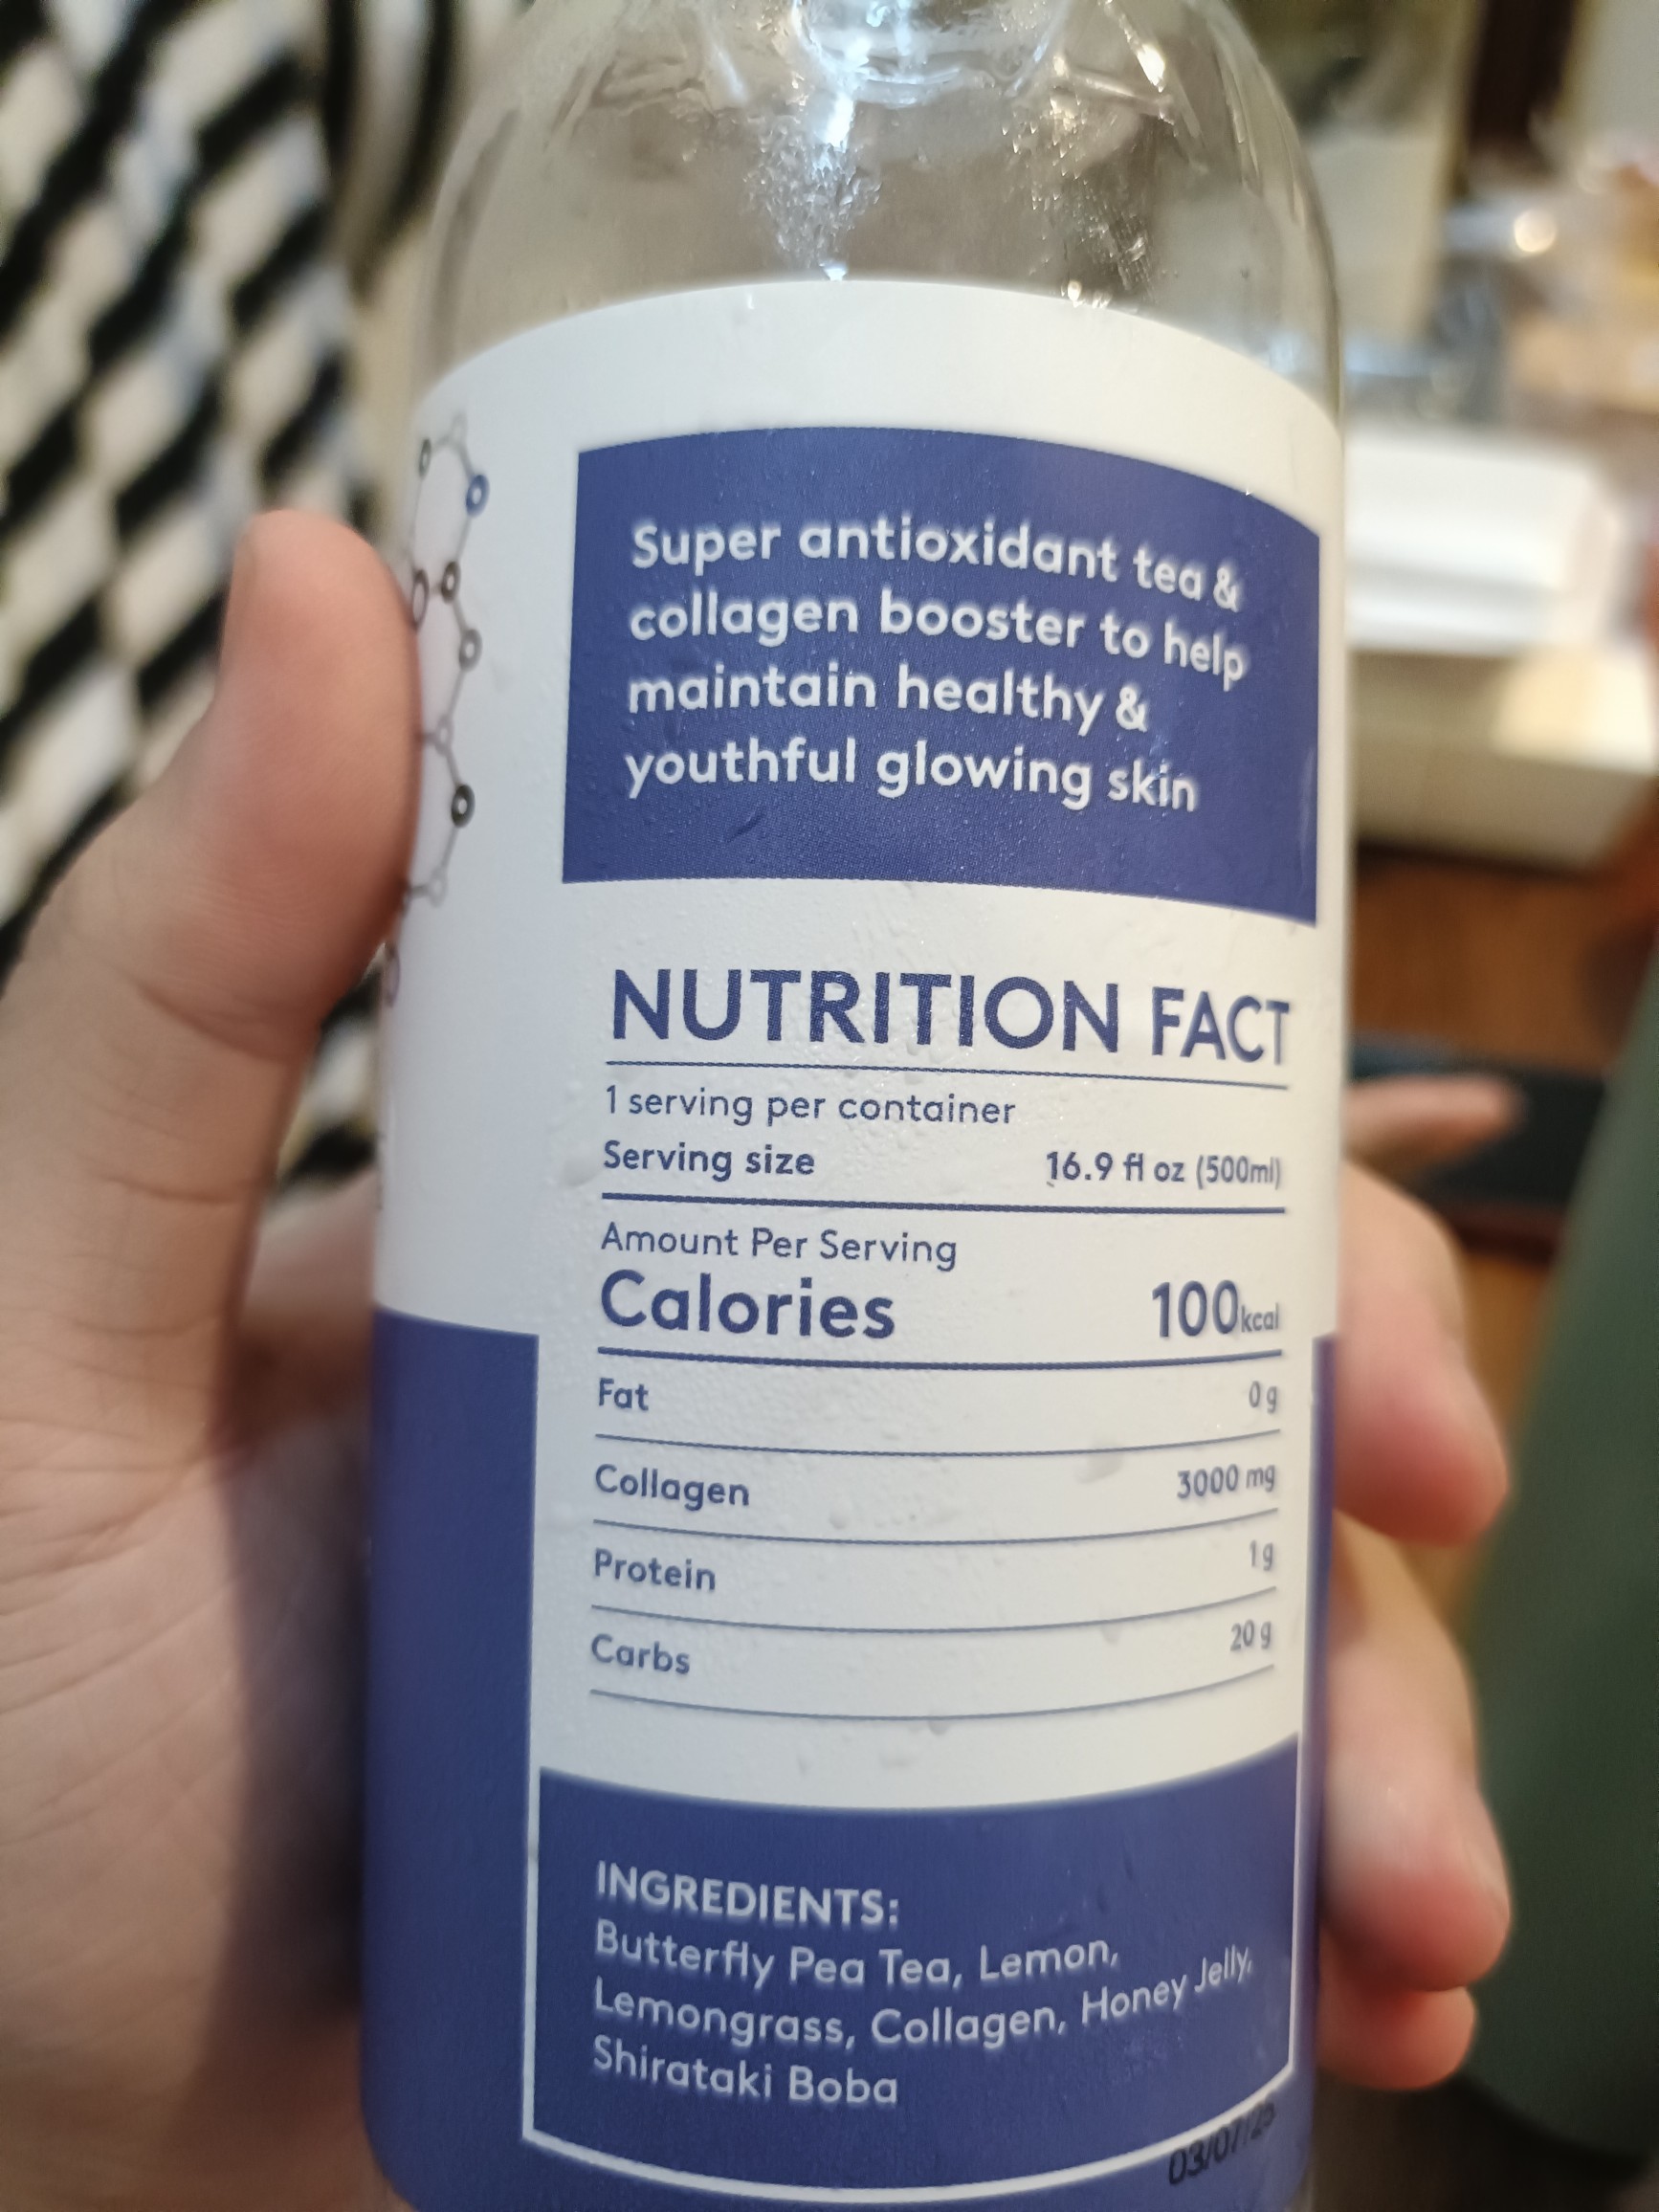 Super antioxidant tea &
collagen booster to help
maintain healthy &
youthful glowing skin
NUTRITION FACT
1 serving per container
Serving size 16.9 fl oz (500ml)
Amount Per Serving
Calories 100kcal
Fat 0 g
Collagen 3000 mg
Protein 1 g
Carbs 20 g
INGREDIENTS:
Butterfly Pea Tea, Lemon,
Lemongrass, Collagen, Honey Jelly,
Shirataki Boba